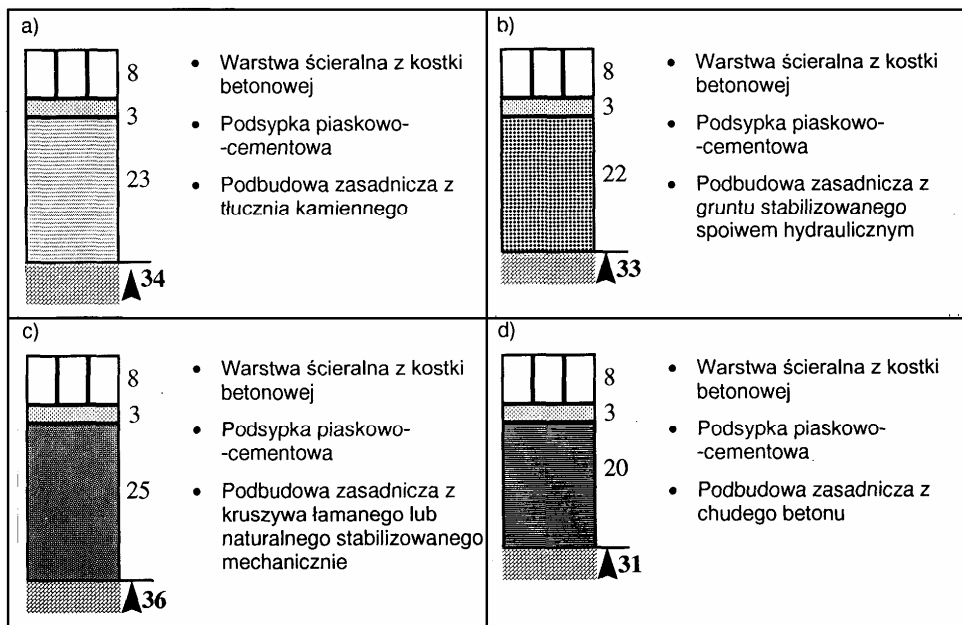 a)
8
3
23
34
• Warstwa ścieralna z kostki
betonowej
• Podsypka piaskowo-
-cementowa
• Podbudowa zasadnicza z
tłucznia kamiennego
b)
8
3
22
33
• Warstwa ścieralna z kostki
betonowej
• Podsypka piaskowo-
-cementowa
• Podbudowa zasadnicza z
gruntu stabilizowanego
spoiwem hydraulicznym
c)
8
3
25
36
• Warstwa ścieralna z kostki
betonowej
• Podsypka piaskowo-
-cementowa
• Podbudowa zasadnicza z
kruszywa łamanego lub
naturalnego stabilizowanego
mechanicznie
d)
8
3
20
31
• Warstwa ścieralna z kostki
betonowej
• Podsypka piaskowo-
-cementowa
• Podbudowa zasadnicza z
chudego betonu